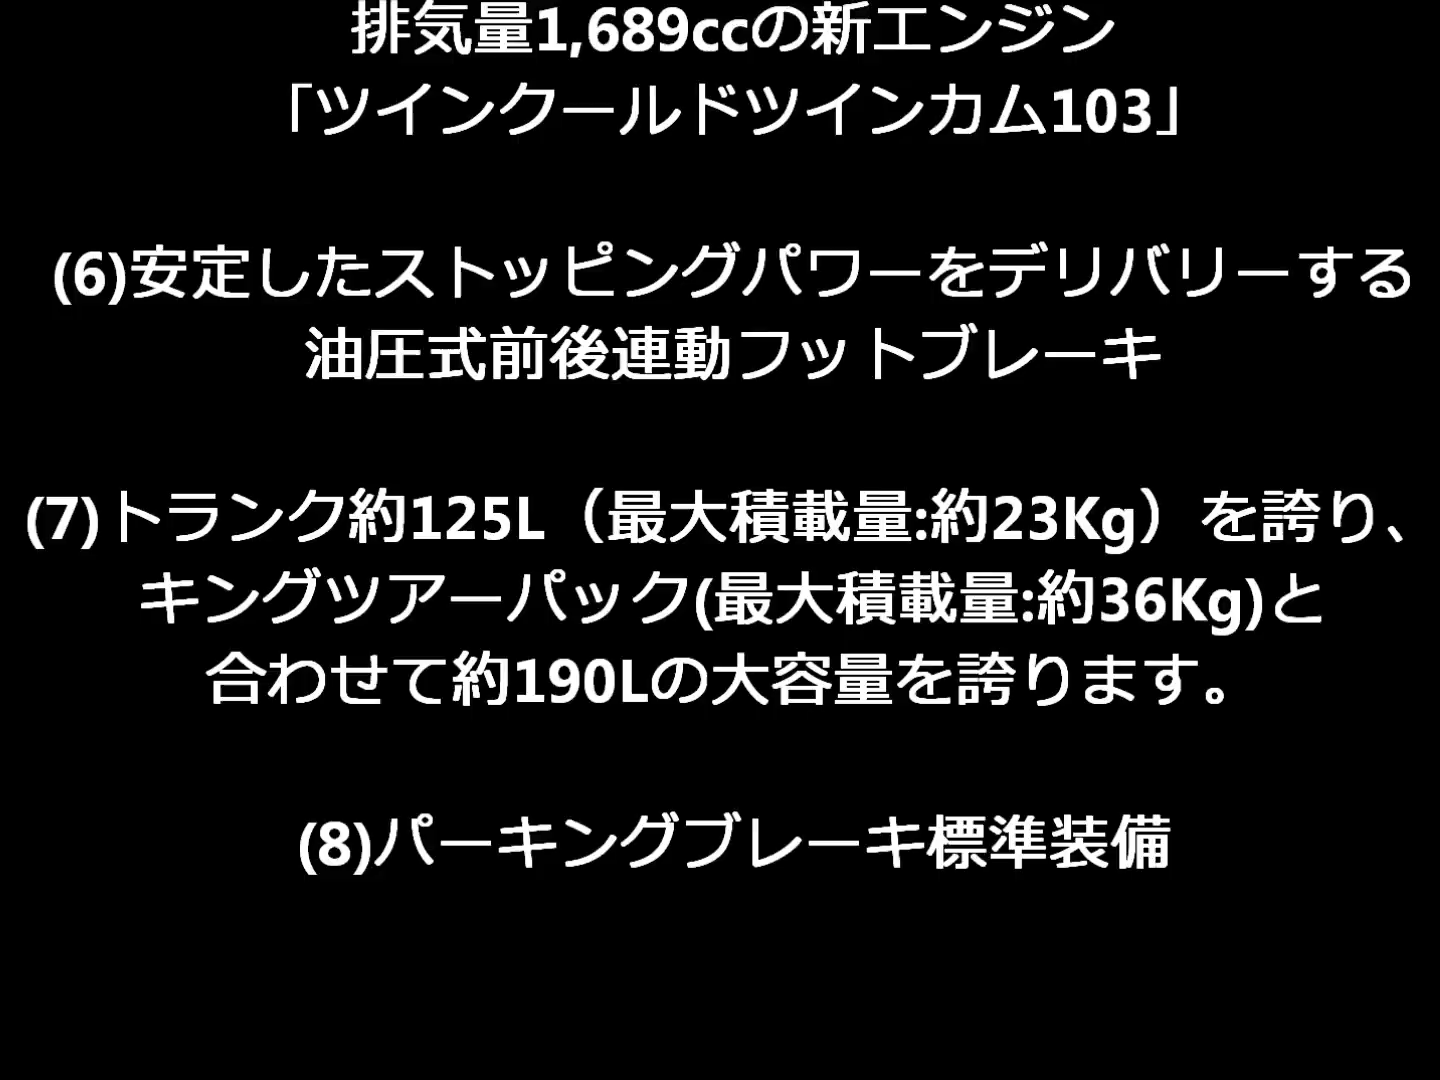 排気量1,689ccの新エンジン
「ツインクールドツインカム103」
(6)安定したストッピングパワーをデリバリーする
油圧式前後連動フットブレーキ
(7)トランク約125L（最大積載量:約23Kg）を誇り、
キングツアーパック(最大積載量:約36Kg)と
合わせて約190Lの大容量を誇ります。
(8)パーキングブレーキ標準装備